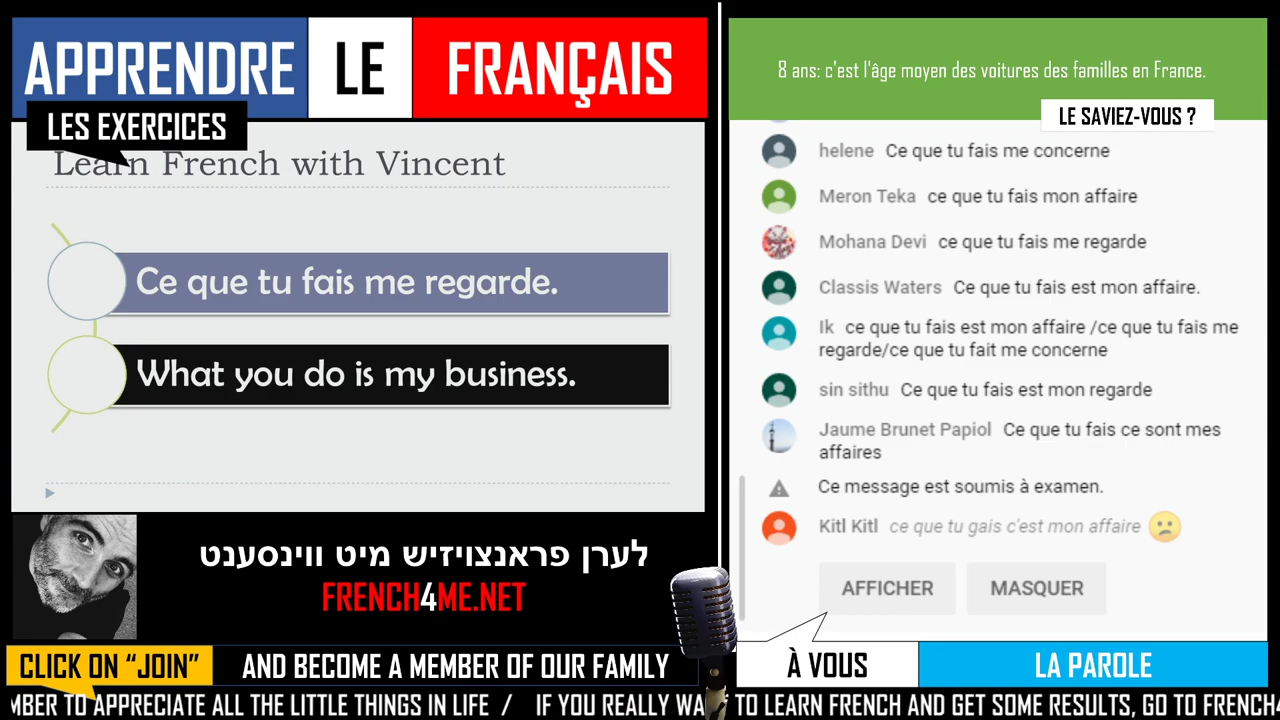 APPRENDRE LE FRANÇAIS
LES EXERCICES
Learn French with Vincent
Ce que tu fais me regarde.
What you do is my business.
לערן פראנצויזיש מיט ווינסענט
FRENCH4ME.NET
CLICK ON “JOIN” AND BECOME A MEMBER OF OUR FAMILY
8 ans: c'est l'âge moyen des voitures des familles en France.
LE SAVIEZ-VOUS ?
helene Ce que tu fais me concerne
Meron Teka ce que tu fais mon affaire
Mohana Devi ce que tu fais me regarde
Classis Waters Ce que tu fais est mon affaire.
Ik ce que tu fais est mon affaire /ce que tu fais me
regarde/ce que tu fait me concerne
sin sithu Ce que tu fais est mon regarde
Jaume Brunet Papiol Ce que tu fais ce sont mes
affaires
Ce message est soumis à examen.
Kitl Kitl ce que tu gais c'est mon affaire
AFFICHER MASQUER
À VOUS LA PAROLE
MBER TO APPRECIATE ALL THE LITTLE THINGS IN LIFE / IF YOU REALLY WA TO LEARN FRENCH AND GET SOME RESULTS, GO TO FRENCH4